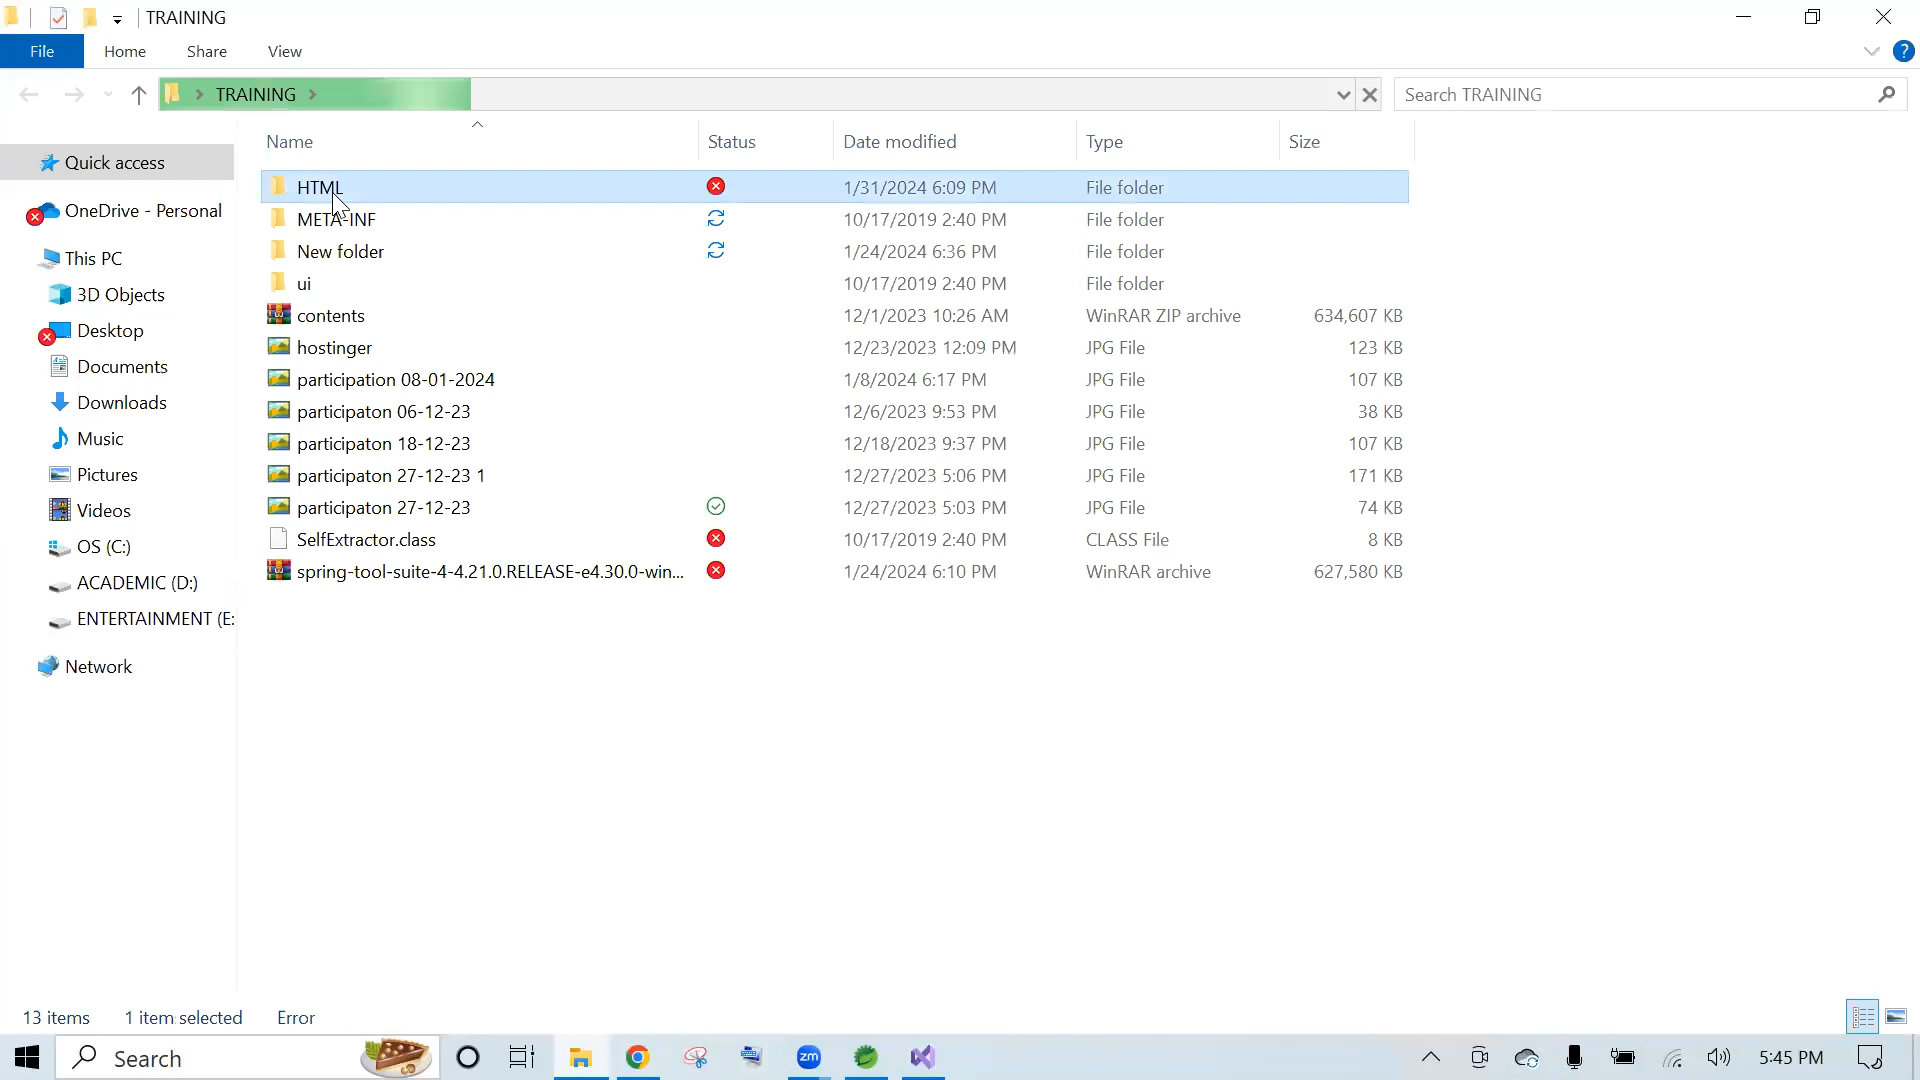 TRAINING
File Home Share View
TRAINING
Search TRAINING
Name Status Date modified Type Size
Quick access
OneDrive - Personal
This PC
3D Objects
Desktop
Documents
Downloads
Music
Pictures
Videos
OS (C:)
ACADEMIC (D:)
ENTERTAINMENT (E:
Network
HTML 1/31/2024 6:09 PM File folder
META-INF 10/17/2019 2:40 PM File folder
New folder 1/24/2024 6:36 PM File folder
ui 10/17/2019 2:40 PM File folder
contents 12/1/2023 10:26 AM WinRAR ZIP archive 634,607 KB
hostinger 12/23/2023 12:09 PM JPG File 123 KB
participation 08-01-2024 1/8/2024 6:17 PM JPG File 107 KB
participaton 06-12-23 12/6/2023 9:53 PM JPG File 38 KB
participaton 18-12-23 12/18/2023 9:37 PM JPG File 107 KB
participaton 27-12-23 1 12/27/2023 5:06 PM JPG File 171 KB
participaton 27-12-23 12/27/2023 5:03 PM JPG File 74 KB
SelfExtractor.class 10/17/2019 2:40 PM CLASS File 8 KB
spring-tool-suite-4-4.21.0.RELEASE-e4.30.0-win... 1/24/2024 6:10 PM WinRAR archive 627,580 KB
13 items 1 item selected Error
Search
zm
5:45 PM